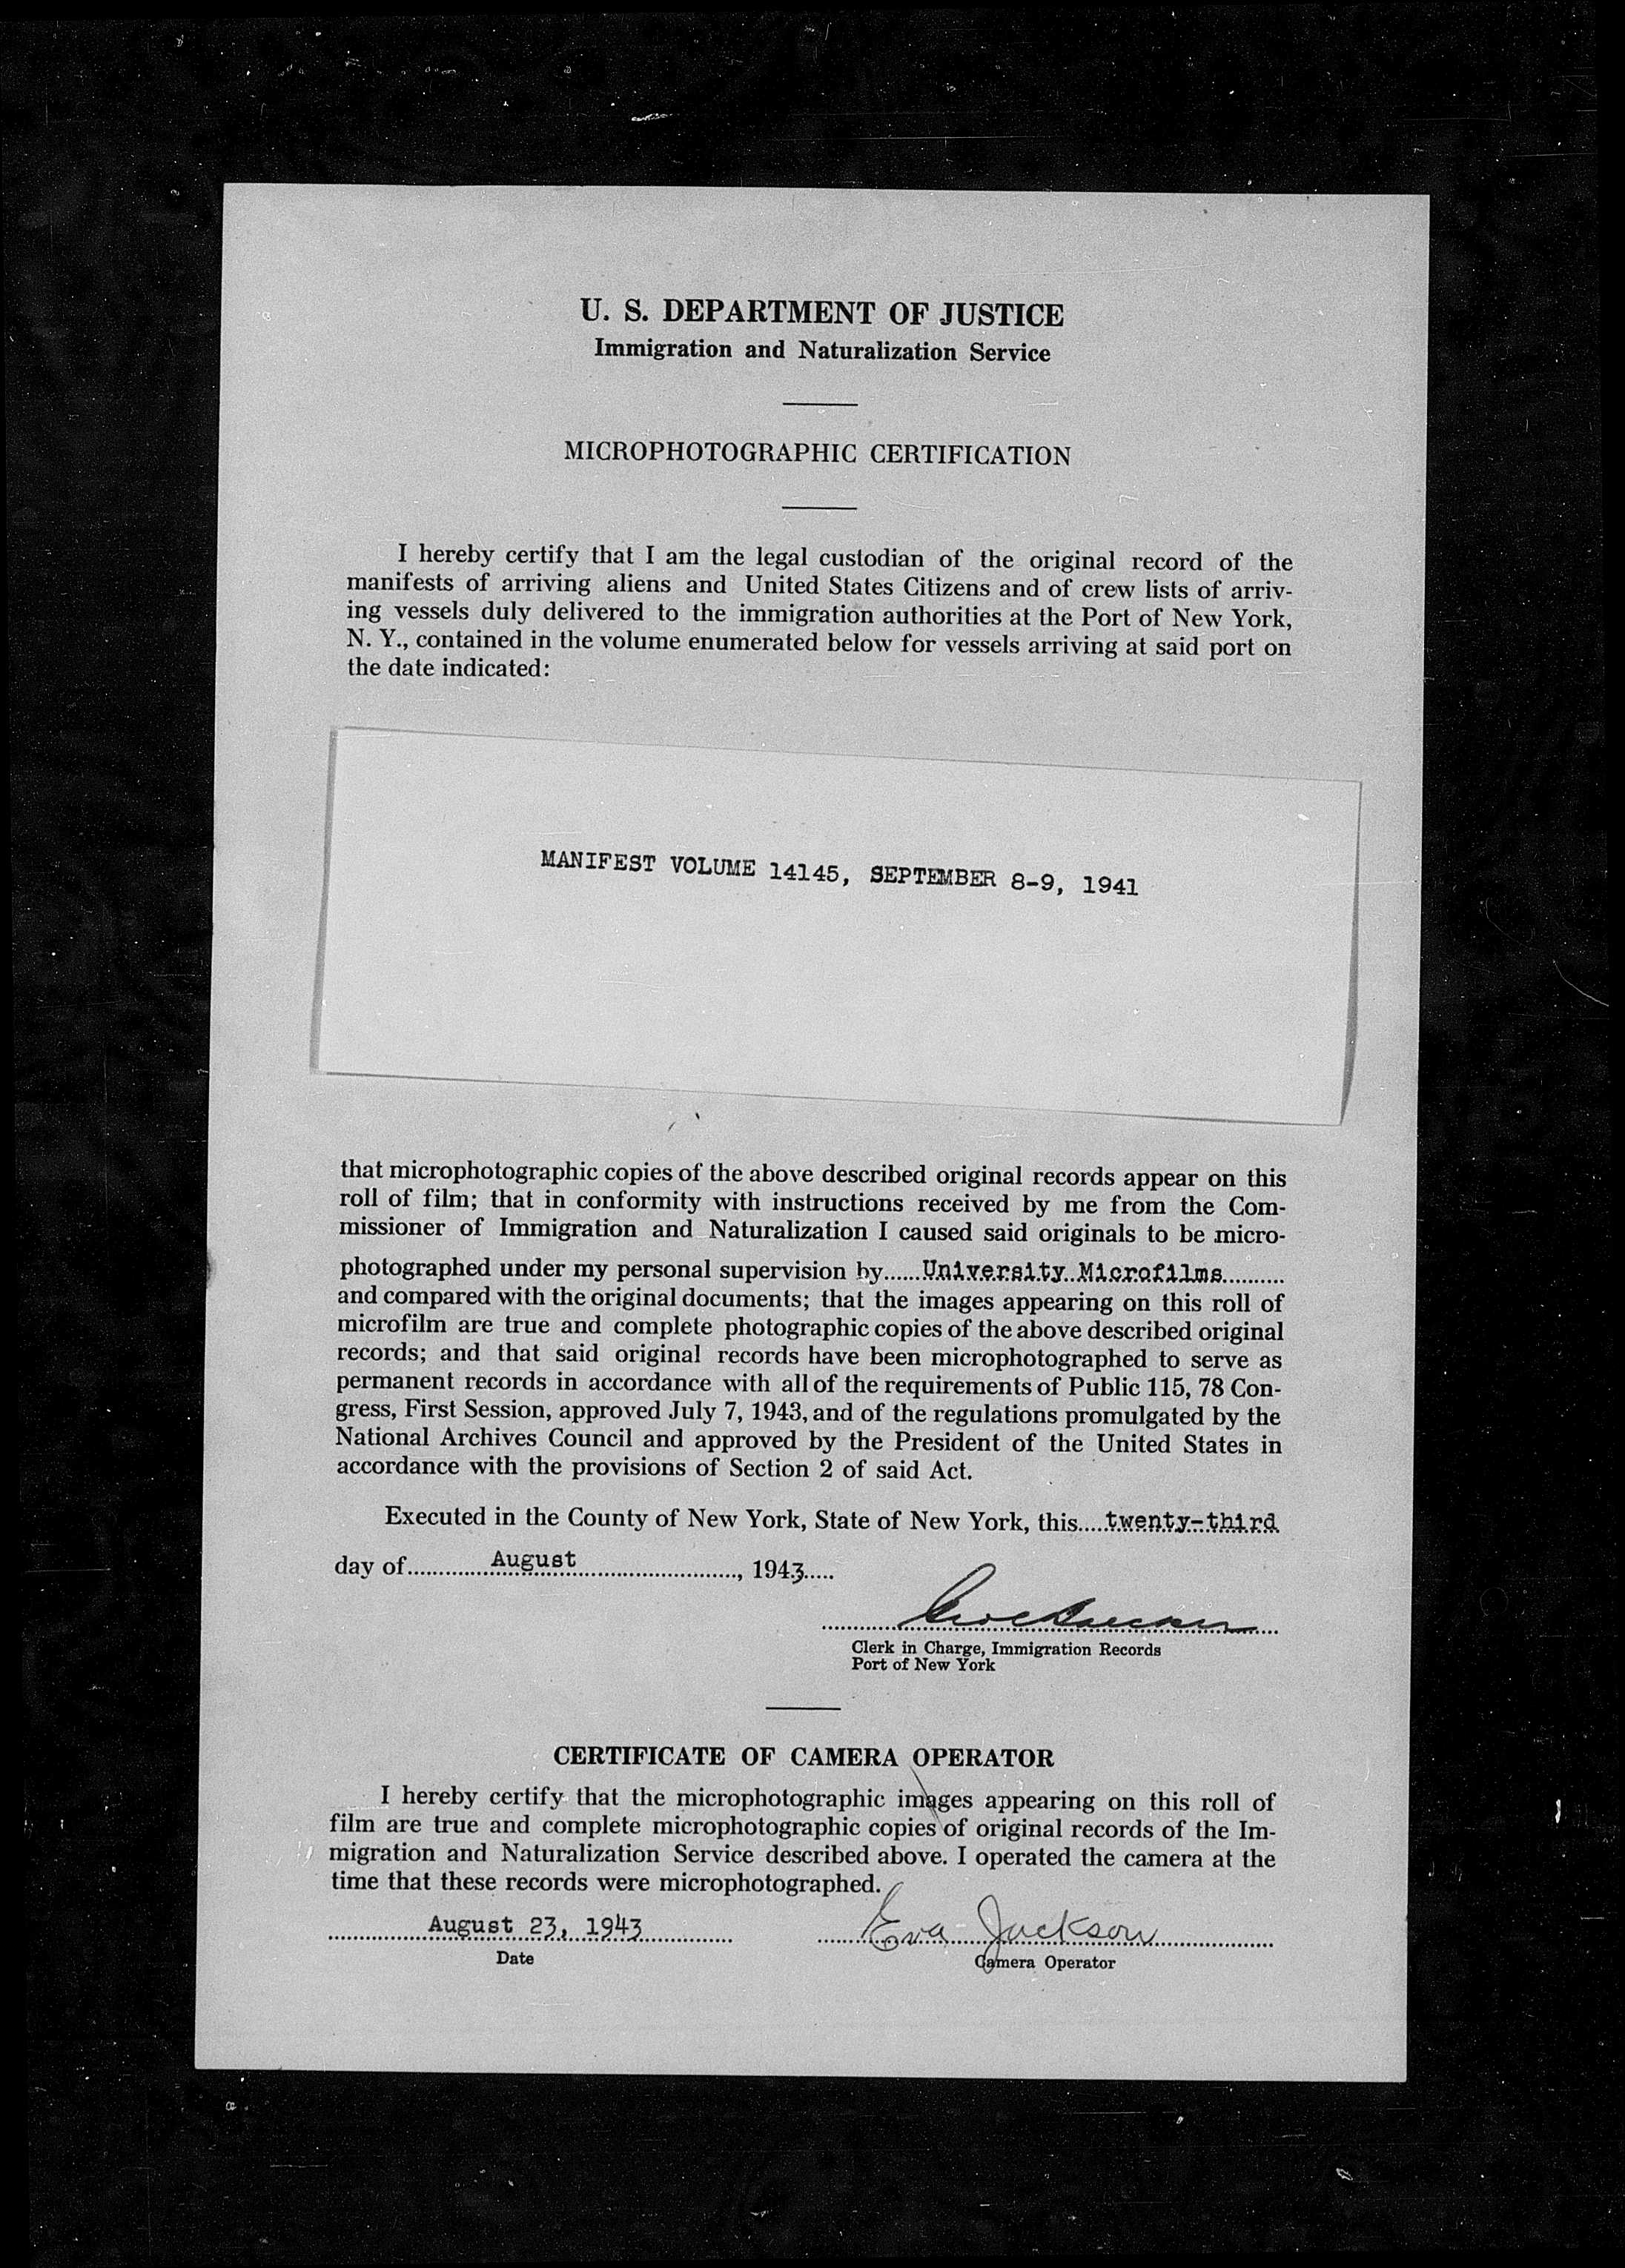 U. S. DEPARTMENT OF JUSTICE
Immigration and Naturalization Service
MICROPHOTOGRAPHIC CERTIFICATION
I hereby certify that I am the legal custodian of the original record of the
manifests of arriving aliens and United States Citizens and of crew lists of arriv-
ing vessels duly delivered to the immigration authorities at the Port of New York,
N. Y., contained in the volume enumerated below for vessels arriving at said port on
the date indicated:
MANIFEST VOLUME 14145, SEPTEMBER 8-9, 1941
that microphotographic copies of the above described original records appear on this
roll of film; that in conformity with instructions received by me from the Com-
missioner of Immigration and Naturalization I caused said originals to be micro-
photographed under my personal supervision by......University Microfilms..........
and compared with the original documents; that the images appearing on this roll of
microfilm are true and complete photographic copies of the above described original
records; and that said original records have been microphotographed to serve as
permanent records in accordance with all of the requirements of Public 115, 78 Con-
gress, First Session, approved July 7, 1943, and of the regulations promulgated by the
National Archives Council and approved by the President of the United States in
accordance with the provisions of Section 2 of said Act.
Executed in the County of New York, State of New York, this.....twenty-third
day of............August............, 1943.....
Clerk in Charge, Immigration Records
Port of New York
CERTIFICATE OF CAMERA OPERATOR
I hereby certify that the microphotographic images appearing on this roll of
film are true and complete microphotographic copies of original records of the Im-
migration and Naturalization Service described above. I operated the camera at the
time that these records were microphotographed.
August 23, 1943 Eva Jackson
Date Camera Operator